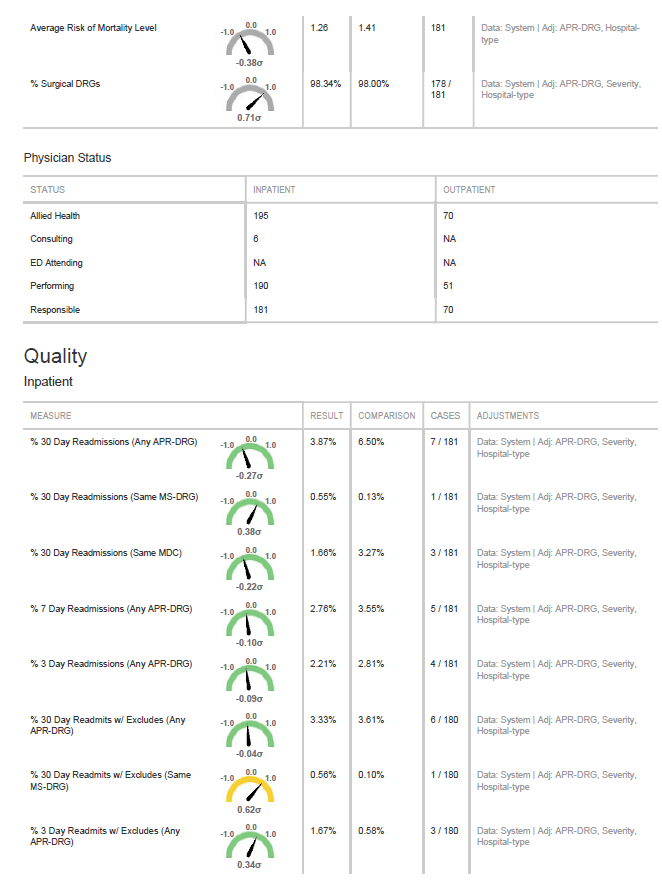 Average Risk of Mortality Level -1.0 0.0 1.0 -0.38σ 1.26 1.41 181 Data: System | Adj: APR-DRG, Hospital-
type
% Surgical DRGs -1.0 0.0 1.0 0.71σ 98.34% 98.00% 178 / Data: System | Adj: APR-DRG, Severity,
181 Hospital-type
Physician Status
STATUS INPATIENT OUTPATIENT
Allied Health 195 70
Consulting 6 NA
ED Attending NA NA
Performing 190 51
Responsible 181 70
Quality
Inpatient
MEASURE RESULT COMPARISON CASES ADJUSTMENTS
% 30 Day Readmissions (Any APR-DRG) -1.0 0.0 1.0 -0.27σ 3.87% 6.50% 7 / 181 Data: System | Adj: APR-DRG, Severity,
Hospital-type
% 30 Day Readmissions (Same MS-DRG) -1.0 0.0 1.0 0.38σ 0.55% 0.13% 1 / 181 Data: System | Adj: APR-DRG, Severity,
Hospital-type
% 30 Day Readmissions (Same MDC) -1.0 0.0 1.0 -0.22σ 1.66% 3.27% 3 / 181 Data: System | Adj: APR-DRG, Severity,
Hospital-type
% 7 Day Readmissions (Any APR-DRG) -1.0 0.0 1.0 -0.10σ 2.76% 3.55% 5 / 181 Data: System | Adj: APR-DRG, Severity,
Hospital-type
% 3 Day Readmissions (Any APR-DRG) -1.0 0.0 1.0 -0.09σ 2.21% 2.81% 4 / 181 Data: System | Adj: APR-DRG, Severity,
Hospital-type
% 30 Day Readmits w/ Excludes (Any -1.0 0.0 1.0 -0.04σ 3.33% 3.61% 6 / 180 Data: System | Adj: APR-DRG, Severity,
APR-DRG) Hospital-type
% 30 Day Readmits w/ Excludes (Same -1.0 0.0 1.0 0.62σ 0.56% 0.10% 1 / 180 Data: System | Adj: APR-DRG, Severity,
MS-DRG) Hospital-type
% 3 Day Readmits w/ Excludes (Any -1.0 0.0 1.0 0.34σ 1.67% 0.58% 3 / 180 Data: System | Adj: APR-DRG, Severity,
APR-DRG) Hospital-type